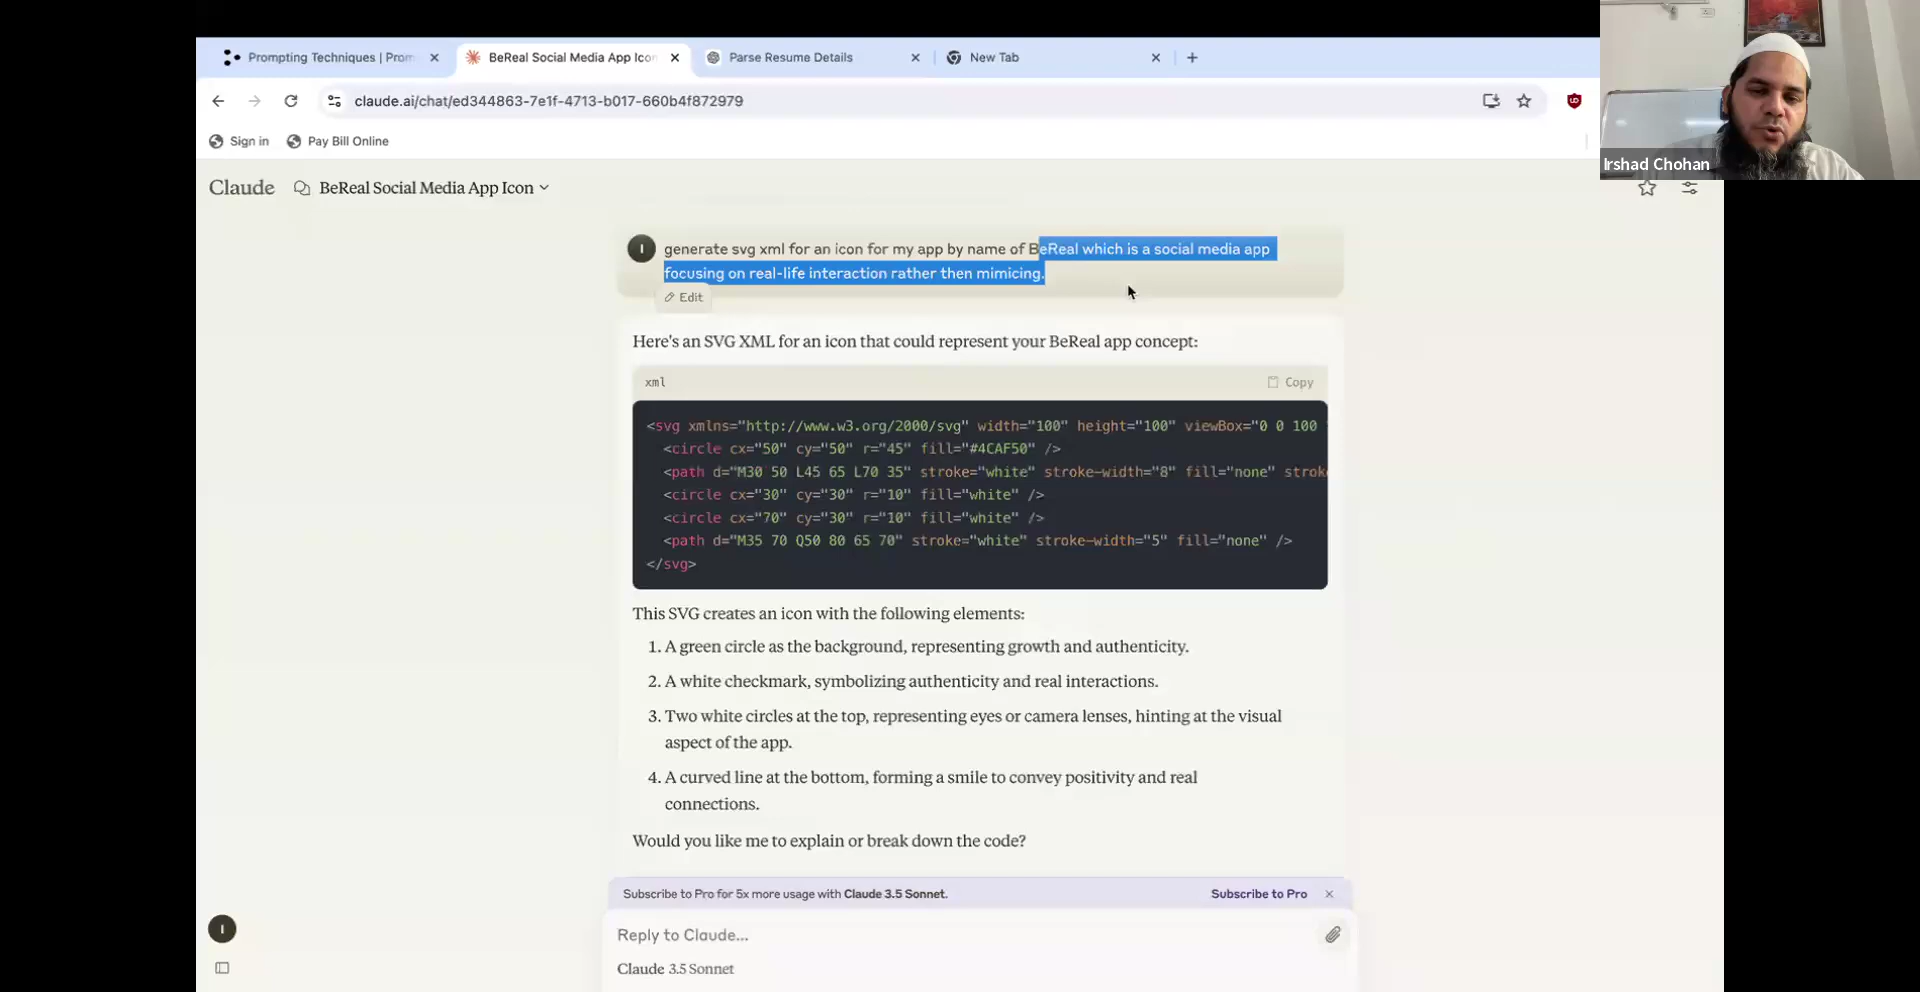 Prompting Techniques | Prom
BeReal Social Media App Icon
Parse Resume Details
New Tab
claude.ai/chat/ed344863-7e1f-4713-b017-660b4f872979
Sign in
Pay Bill Online
Irshad Chohan
Claude
BeReal Social Media App Icon
I
generate svg xml for an icon for my app by name of BeReal which is a social media app
focusing on real-life interaction rather then mimicing.
Edit
Here's an SVG XML for an icon that could represent your BeReal app concept:
xml
Copy
<svg xmlns="http://www.w3.org/2000/svg" width="100" height="100" viewBox="0 0 100
<circle cx="50" cy="50" r="45" fill="#4CAF50" />
<path d="M30 50 L45 65 L70 35" stroke="white" stroke-width="8" fill="none" strok
<circle cx="30" cy="30" r="10" fill="white" />
<circle cx="70" cy="30" r="10" fill="white" />
<path d="M35 70 Q50 80 65 70" stroke="white" stroke-width="5" fill="none" />
</svg>
This SVG creates an icon with the following elements:
1. A green circle as the background, representing growth and authenticity.
2. A white checkmark, symbolizing authenticity and real interactions.
3. Two white circles at the top, representing eyes or camera lenses, hinting at the visual
aspect of the app.
4. A curved line at the bottom, forming a smile to convey positivity and real
connections.
Would you like me to explain or break down the code?
Subscribe to Pro for 5x more usage with Claude 3.5 Sonnet.
Subscribe to Pro
I
Reply to Claude...
Claude 3.5 Sonnet